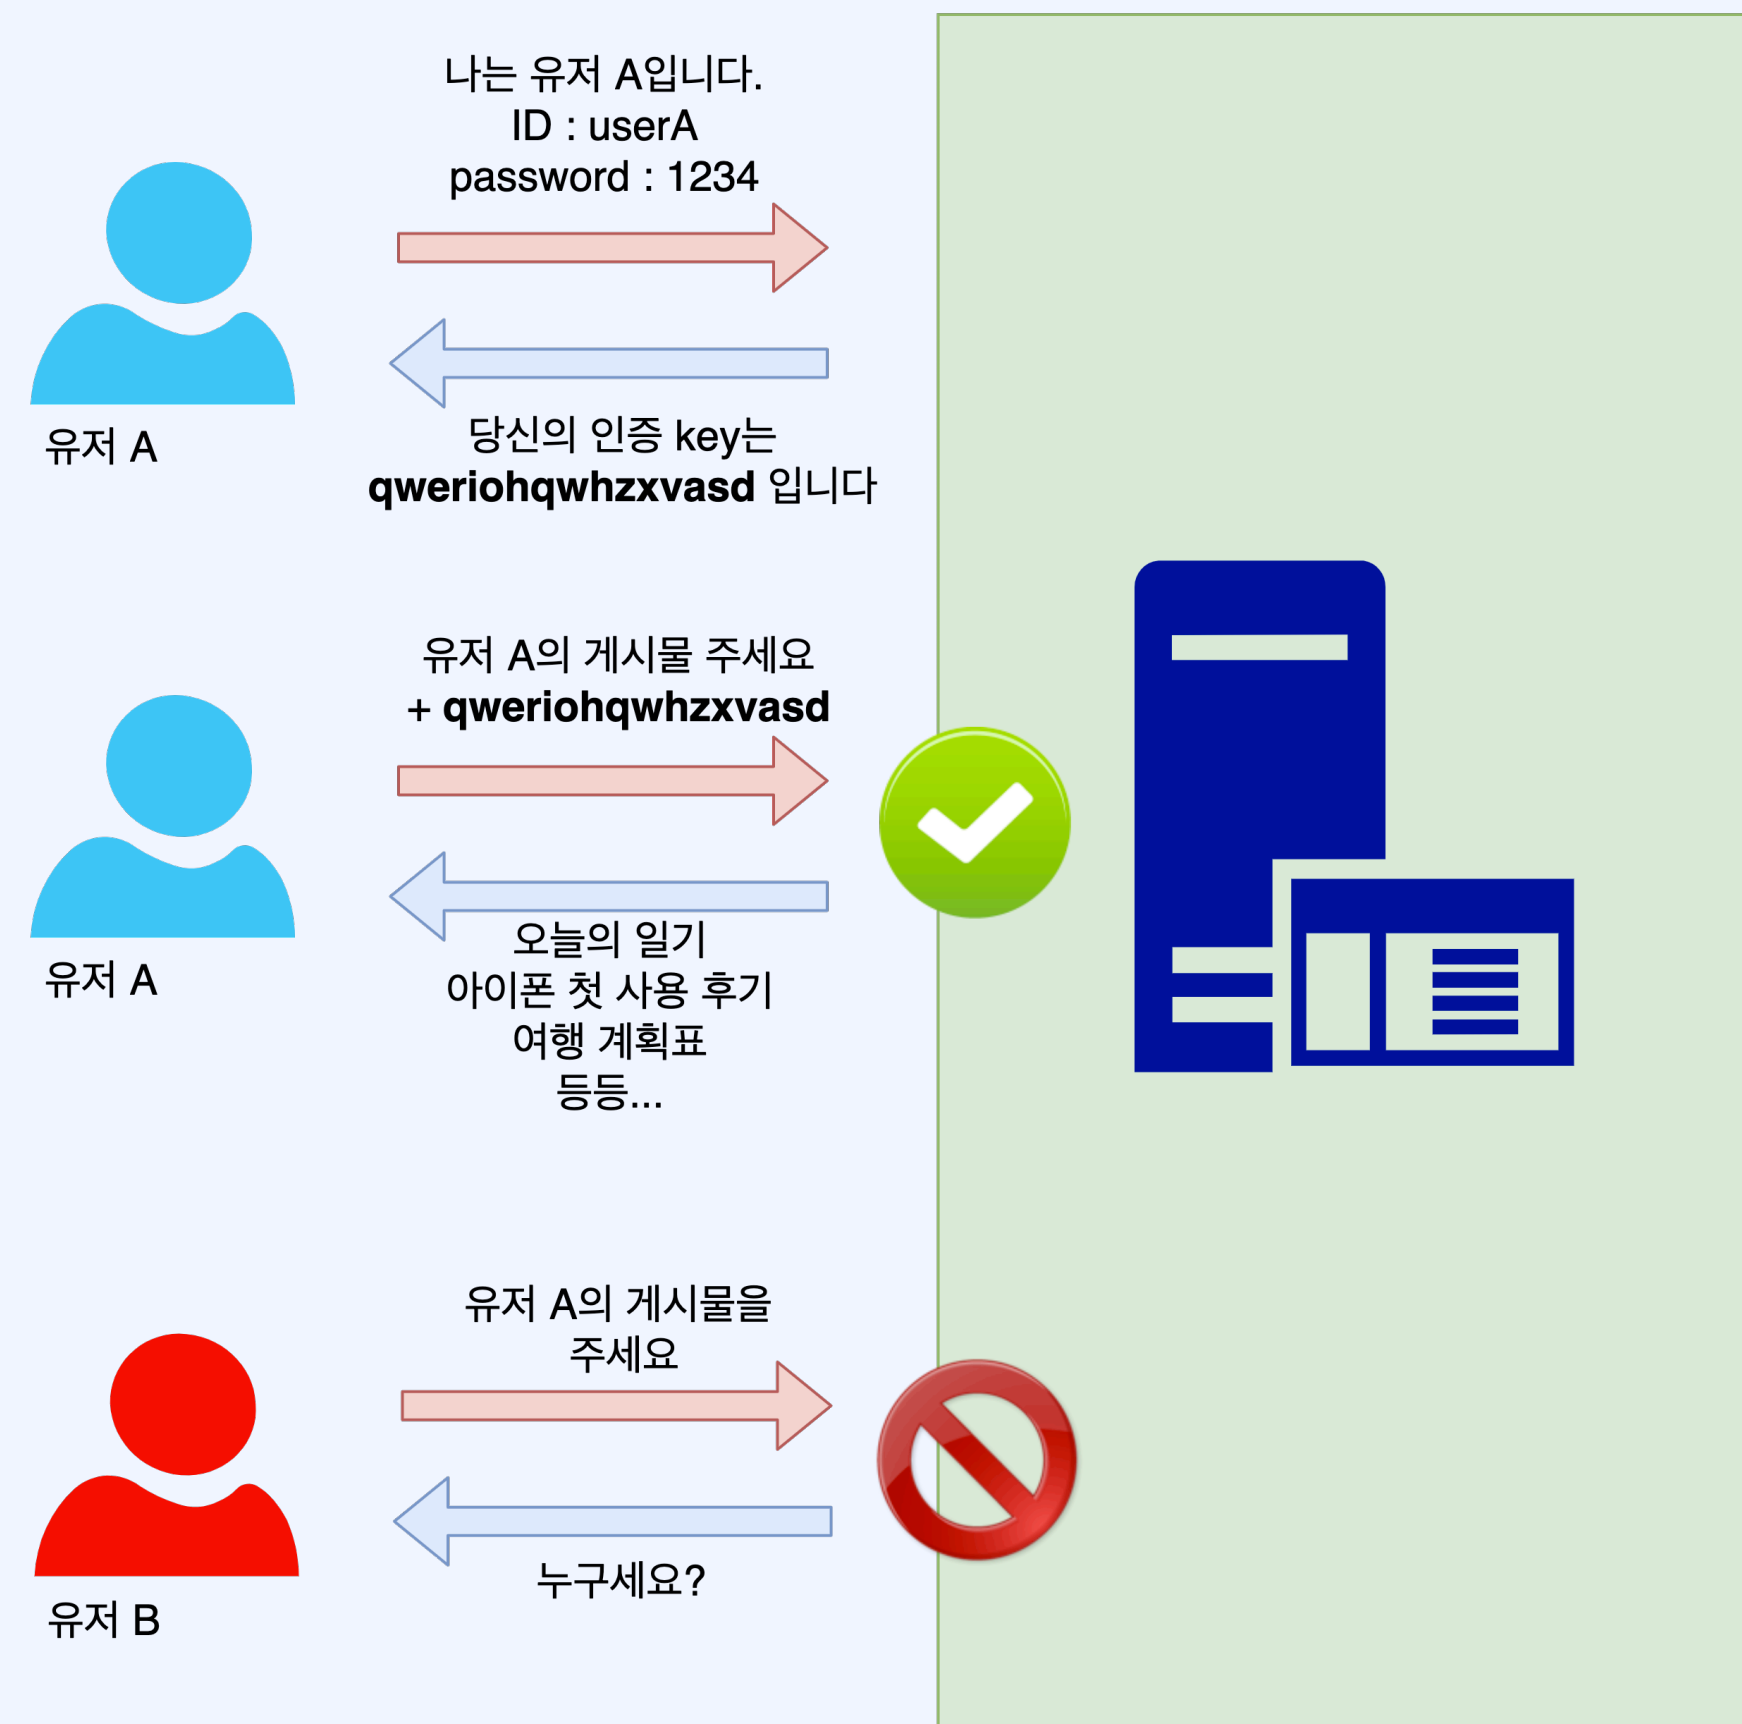 나는 유저 A입니다.
ID : userA
password : 1234
유저 A
당신의 인증 key는
qweriohqwhzxvasd 입니다
유저 A의 게시물 주세요
+ qweriohqwhzxvasd
유저 A
오늘의 일기
아이폰 첫 사용 후기
여행 계획표
등등...
유저 A의 게시물을
주세요
누구세요?
유저 B